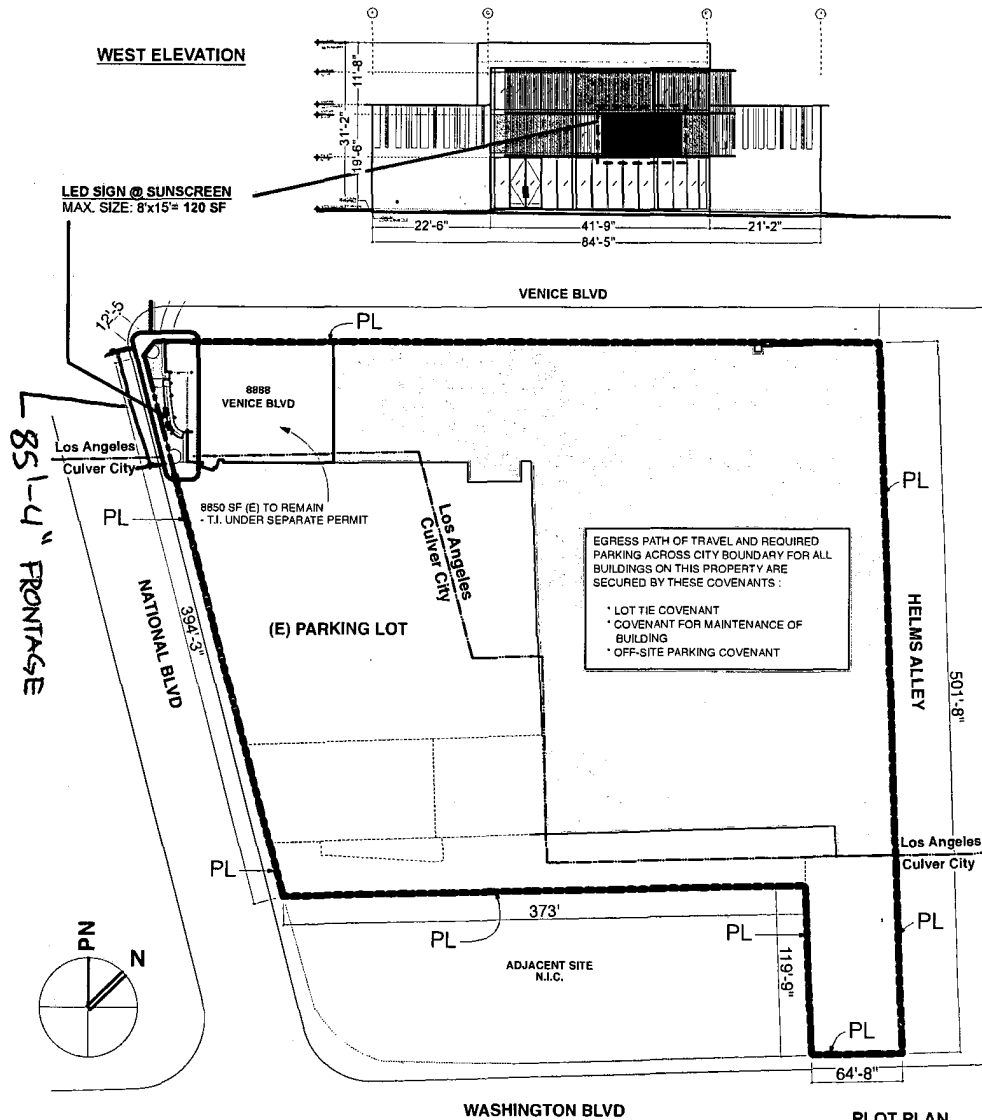 WEST ELEVATION
11'-8"
31'-2"
19'-6"
LED SIGN @ SUNSCREEN
MAX. SIZE: 8'x15'= 120 SF
22'-6"
41'-9"
21'-2"
84'-5"
VENICE BLVD
12'-5
PL
8888
VENICE BLVD
Los Angeles
Culver City
85'-4" FRONTAGE
PL
8850 SF (E) TO REMAIN
- T.I. UNDER SEPARATE PERMIT
Los Angeles
Culver City
PL
EGRESS PATH OF TRAVEL AND REQUIRED
PARKING ACROSS CITY BOUNDARY FOR ALL
BUILDINGS ON THIS PROPERTY ARE
SECURED BY THESE COVENANTS :
* LOT TIE COVENANT
* COVENANT FOR MAINTENANCE OF
BUILDING
* OFF-SITE PARKING COVENANT
NATIONAL BLVD
394'-3"
(E) PARKING LOT
HELMS ALLEY
501'-8"
Los Angeles
Culver City
PL
373'
PL
PL
PL
116'-9"
ADJACENT SITE
N.I.C.
PN
N
PL
64'-8"
WASHINGTON BLVD
PLOT PLAN